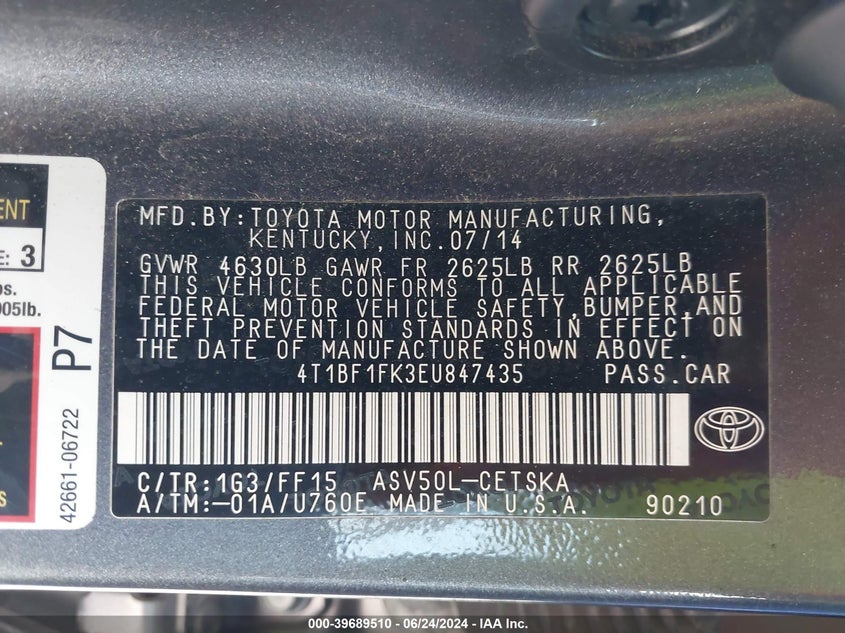 ENT
E: 3
os.
905lb.
P7
42661-06722
S
MFD.BY:TOYOTA MOTOR MANUFACTURING,
KENTUCKY,INC.07/14
GVWR 4630LB GAWR FR 2625LB RR 2625LB
THIS VEHICLE CONFORMS TO ALL APPLICABLE
FEDERAL MOTOR VEHICLE SAFETY,BUMPER,AND
THEFT PREVENTION STANDARDS IN EFFECT ON
THE DATE OF MANUFACTURE SHOWN ABOVE.
4T1BF1FK3EU847435 PASS.CAR
C/TR:1G3/FF15 ASV50L-CETSKA
A/TM:-01A/U760E MADE IN U.S.A. 90210
000-39689510 - 06/24/2024 - IAA Inc.